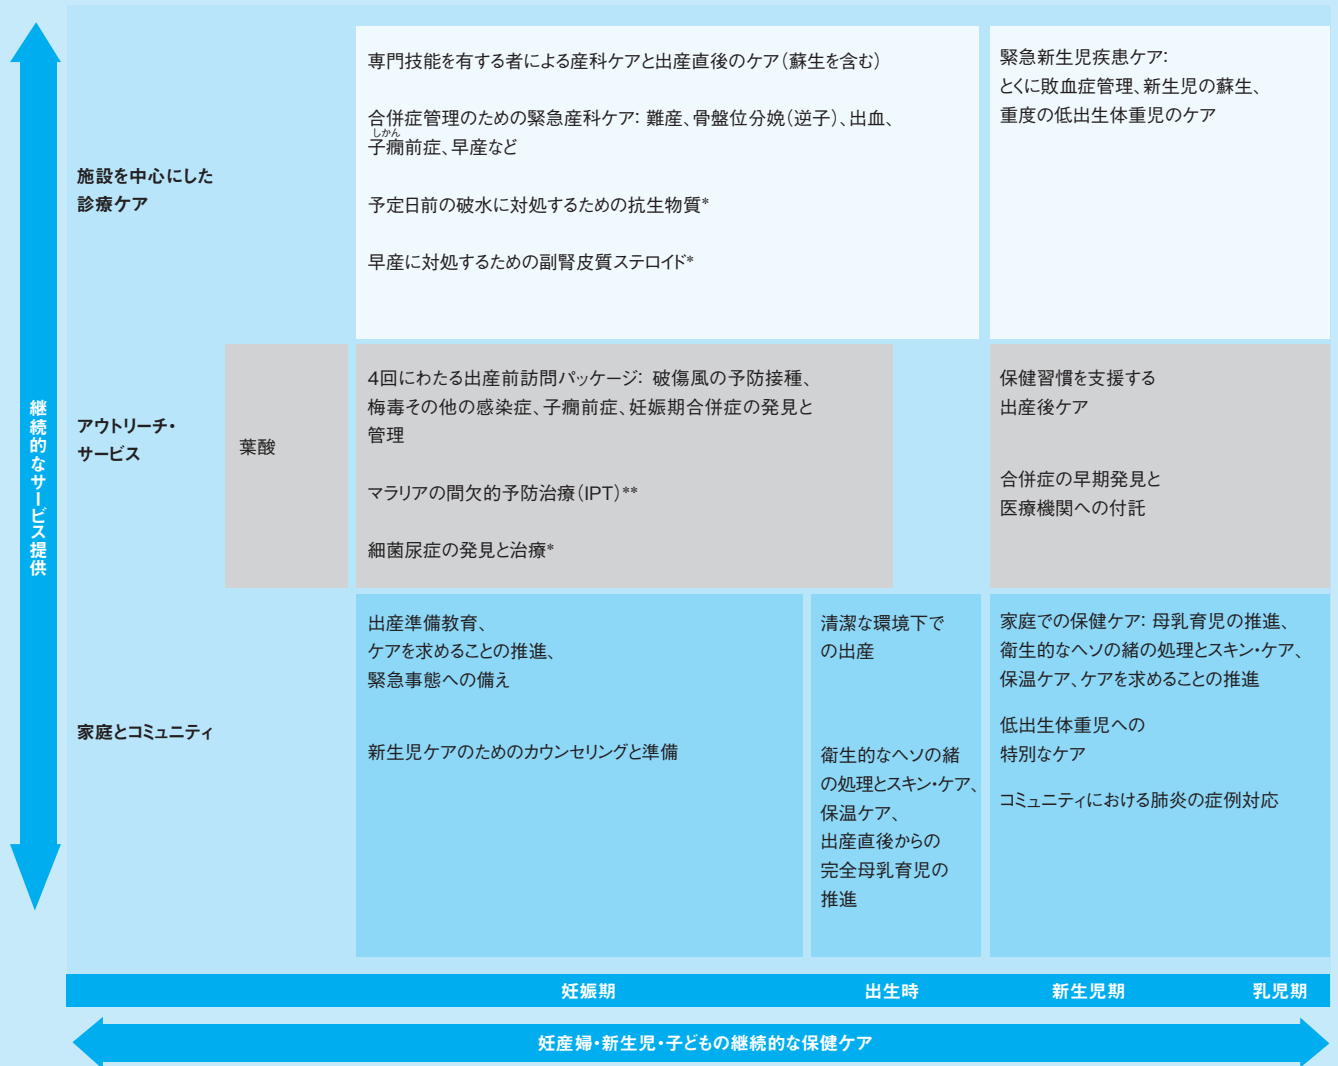 継続的なサービス提供
施設を中心にした
診療ケア
専門技能を有する者による産科ケアと出産直後のケア(蘇生を含む)
合併症管理のための緊急産科ケア: 難産、骨盤位分娩(逆子)、出血、
しかん
子癇前症、早産など
予定日前の破水に対処するための抗生物質*
早産に対処するための副腎皮質ステロイド*
緊急新生児疾患ケア:
とくに敗血症管理、新生児の蘇生、
重度の低出生体重児のケア
アウトリーチ・
サービス
葉酸
4回にわたる出産前訪問パッケージ: 破傷風の予防接種、
梅毒その他の感染症、子癇前症、妊娠期合併症の発見と
管理
マラリアの間欠的予防治療(IPT)**
細菌尿症の発見と治療*
保健習慣を支援する
出産後ケア
合併症の早期発見と
医療機関への付託
家庭とコミュニティ
出産準備教育、
ケアを求めることの推進、
緊急事態への備え
新生児ケアのためのカウンセリングと準備
清潔な環境下で
の出産
衛生的なヘソの緒
の処理とスキン・ケア、
保温ケア、
出産直後からの
完全母乳育児の
推進
家庭での保健ケア: 母乳育児の推進、
衛生的なヘソの緒の処理とスキン・ケア、
保温ケア、ケアを求めることの推進
低出生体重児への
特別なケア
コミュニティにおける肺炎の症例対応
妊娠期
出生時
新生児期
乳児期
妊産婦・新生児・子どもの継続的な保健ケア